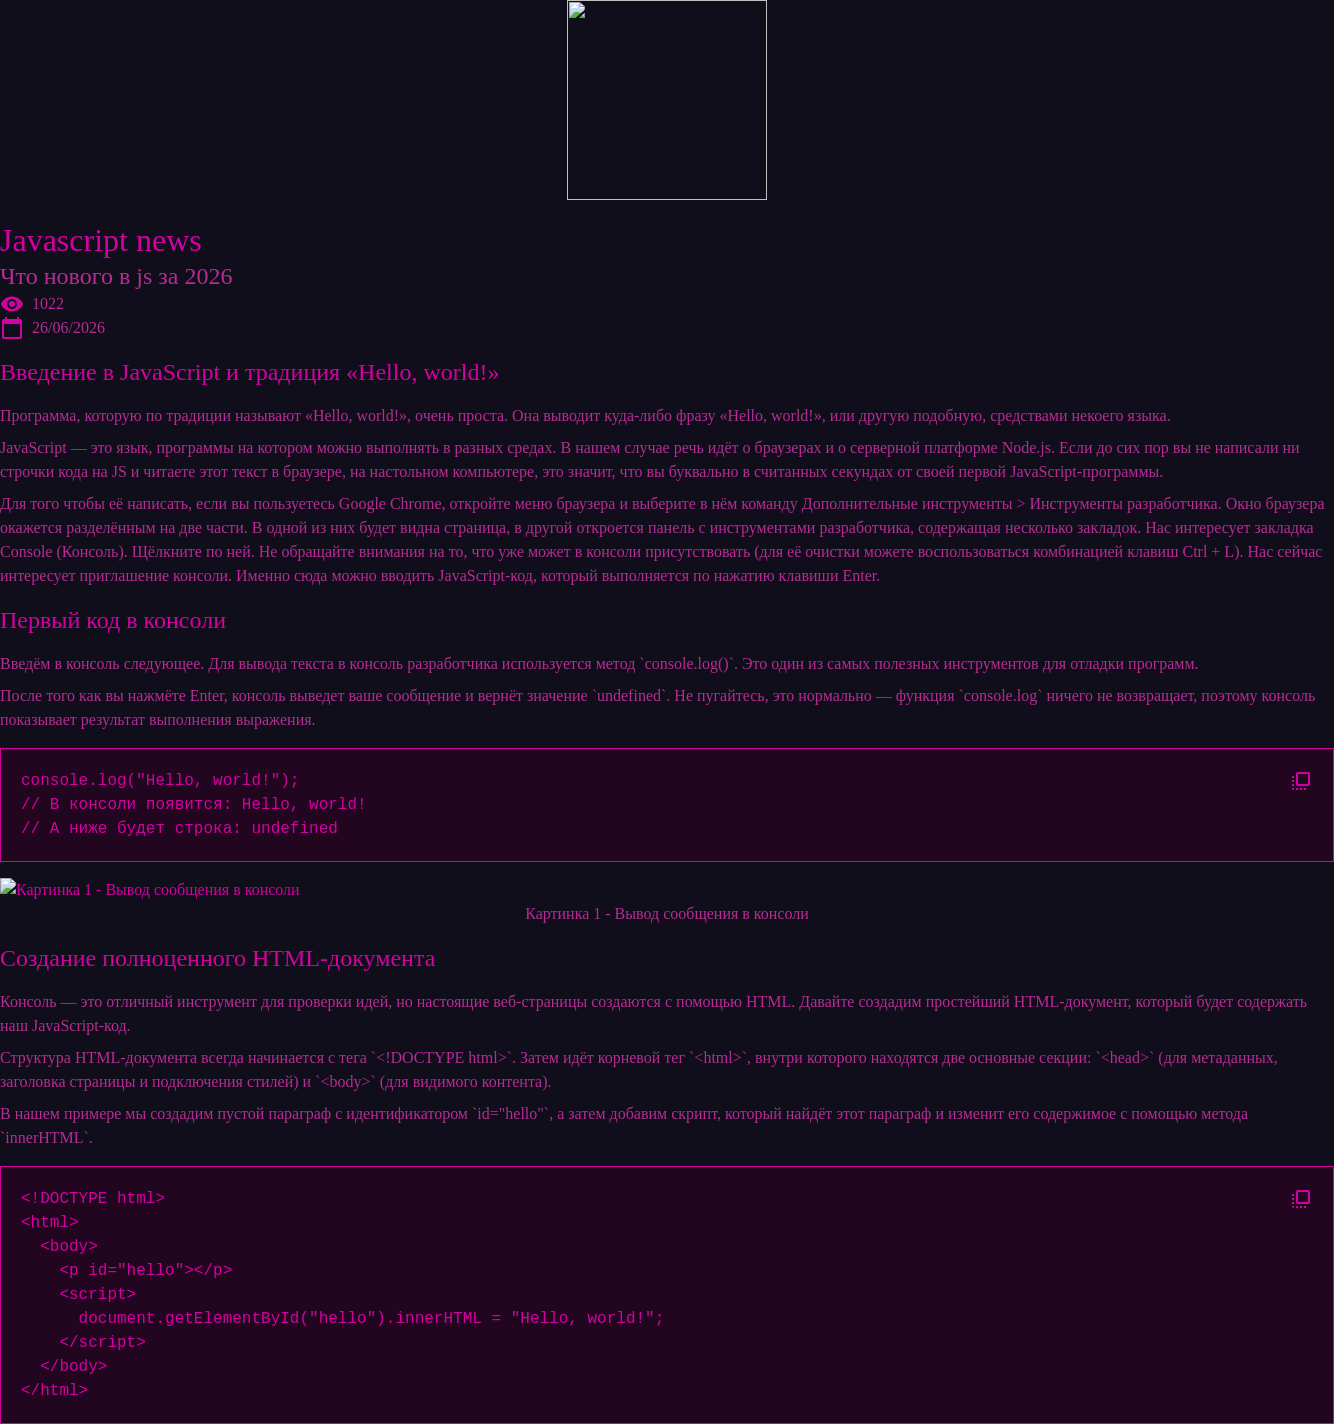 Javascript news
Что нового в js за 2026
1022
26/06/2026
Введение в JavaScript и традиция «Hello, world!»
Программа, которую по традиции называют «Hello, world!», очень проста. Она выводит куда-либо фразу «Hello, world!», или другую подобную, средствами некоего языка.
JavaScript — это язык, программы на котором можно выполнять в разных средах. В нашем случае речь идёт о браузерах и о серверной платформе Node.js. Если до сих пор вы не написали ни
строчки кода на JS и читаете этот текст в браузере, на настольном компьютере, это значит, что вы буквально в считанных секундах от своей первой JavaScript-программы.
Для того чтобы её написать, если вы пользуетесь Google Chrome, откройте меню браузера и выберите в нём команду Дополнительные инструменты > Инструменты разработчика. Окно браузера
окажется разделённым на две части. В одной из них будет видна страница, в другой откроется панель с инструментами разработчика, содержащая несколько закладок. Нас интересует закладка
Console (Консоль). Щёлкните по ней. Не обращайте внимания на то, что уже может в консоли присутствовать (для её очистки можете воспользоваться комбинацией клавиш Ctrl + L). Нас сейчас
интересует приглашение консоли. Именно сюда можно вводить JavaScript-код, который выполняется по нажатию клавиши Enter.
Первый код в консоли
Введём в консоль следующее. Для вывода текста в консоль разработчика используется метод `console.log()`. Это один из самых полезных инструментов для отладки программ.
После того как вы нажмёте Enter, консоль выведет ваше сообщение и вернёт значение `undefined`. Не пугайтесь, это нормально — функция `console.log` ничего не возвращает, поэтому консоль
показывает результат выполнения выражения.
console.log("Hello, world!");
// В консоли появится: Hello, world!
// А ниже будет строка: undefined
Картинка 1 - Вывод сообщения в консоли
Картинка 1 - Вывод сообщения в консоли
Создание полноценного HTML-документа
Консоль — это отличный инструмент для проверки идей, но настоящие веб-страницы создаются с помощью HTML. Давайте создадим простейший HTML-документ, который будет содержать
наш JavaScript-код.
Структура HTML-документа всегда начинается с тега `<!DOCTYPE html>`. Затем идёт корневой тег `<html>`, внутри которого находятся две основные секции: `<head>` (для метаданных,
заголовка страницы и подключения стилей) и `<body>` (для видимого контента).
В нашем примере мы создадим пустой параграф с идентификатором `id="hello"`, а затем добавим скрипт, который найдёт этот параграф и изменит его содержимое с помощью метода
`innerHTML`.
<!DOCTYPE html>
<html>
  <body>
    <p id="hello"></p>
    <script>
      document.getElementById("hello").innerHTML = "Hello, world!";
    </script>
  </body>
</html>